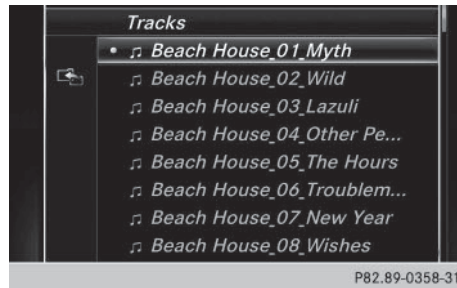 Tracks
Beach House_01_Myth
Beach House_02_Wild
Beach House_03_Lazuli
Beach House_04_Other Pe...
Beach House_05_The Hours
Beach House_06_Troublem...
Beach House_07_New Year
Beach House_08_Wishes
P82.89-0358-31